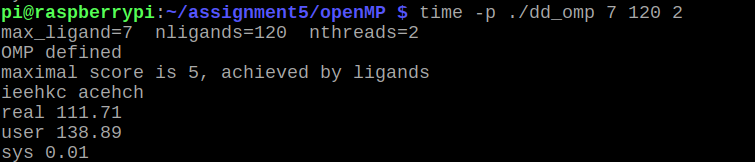 pi@raspberrypi:~/assignment5/openMP $ time -p ./dd_omp 7 120 2
max_ligand=7  nligands=120  nthreads=2
OMP defined
maximal score is 5, achieved by ligands
ieehkc acehch
real 111.71
user 138.89
sys 0.01